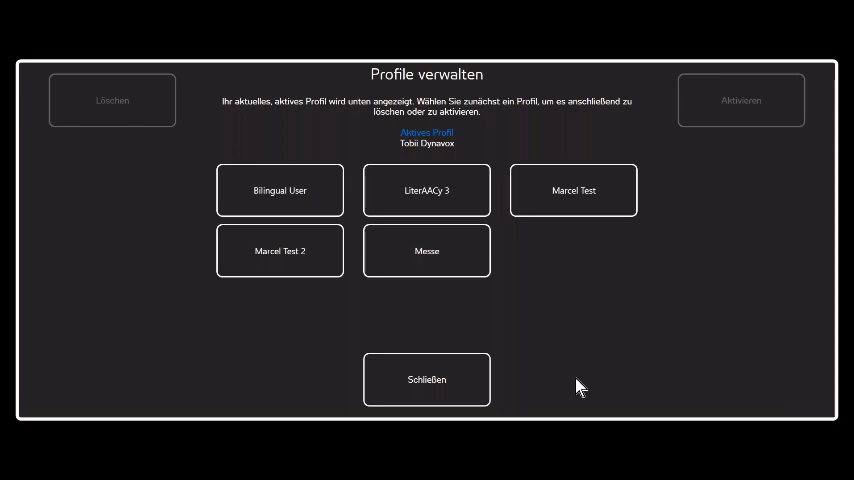 Profile verwalten
Löschen
Aktivieren
Ihr aktuelles, aktives Profil wird unten angezeigt. Wählen Sie zunächst ein Profil, um es anschließend zu
löschen oder zu aktivieren.
Aktives Profil
Tobii Dynavox
Bilingual User
LiterAACy 3
Marcel Test
Marcel Test 2
Messe
Schließen